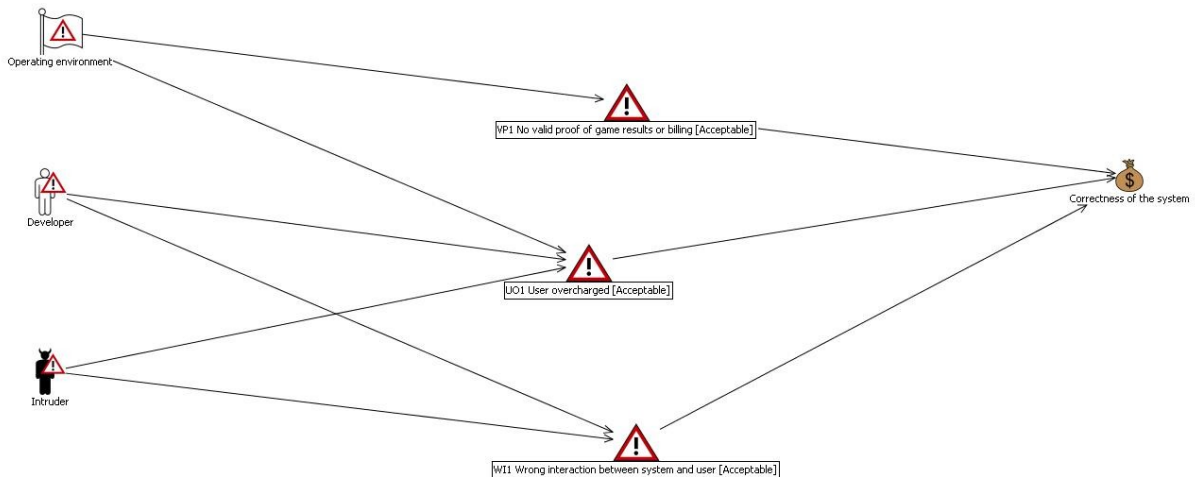 Operating environment
VP1 No valid proof of game results or billing [Acceptable]
Developer
Correctness of the system
$
UO1 User overcharged [Acceptable]
Intruder
WI1 Wrong interaction between system and user [Acceptable]